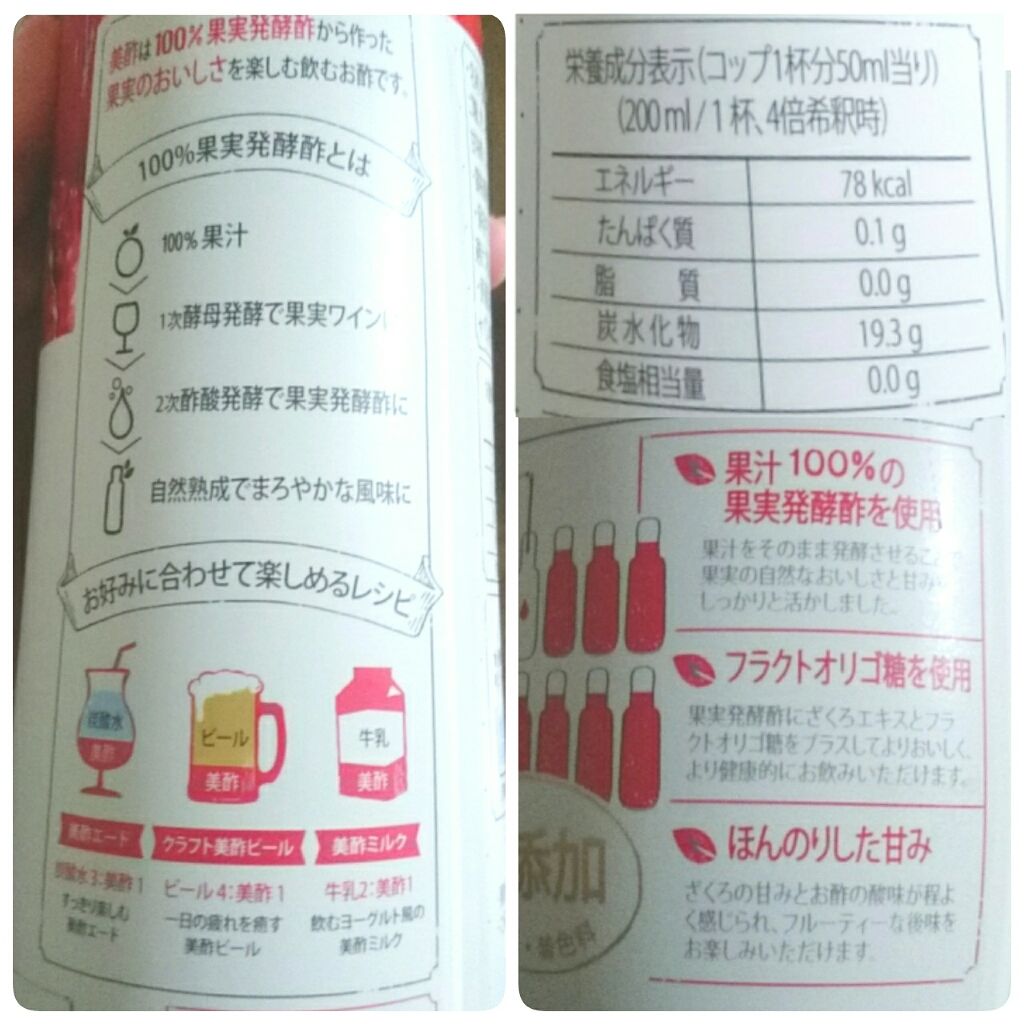 美酢は100%果実発酵酢から作った
果実のおいしさを楽しむ飲むお酢です。
100%果実発酵酢とは
100%果汁
1次酵母発酵で果実ワインに
2次酢酸発酵で果実発酵酢に
自然熟成でまろやかな風味に
お好みに合わせて楽しめるレシピ
炭酸水
美酢
ビール
美酢
牛乳
美酢
美酢エード
炭酸水3:美酢1
すっきり楽しむ
美酢エード
クラフト美酢ビール
ビール4:美酢1
一日の疲れを癒す
美酢ビール
美酢ミルク
牛乳2:美酢1
飲むヨーグルト風の
美酢ミルク
栄養成分表示(コップ1杯分50ml当り)
(200ml/1杯、4倍希釈時)
エネルギー 78kcal
たんぱく質 0.1g
脂質 0.0g
炭水化物 19.3g
食塩相当量 0.0g
果汁100%の
果実発酵酢を使用
果汁をそのまま発酵させること
果実の自然なおいしさと甘み
しっかりと活かしました。
フラクトオリゴ糖を使用
果実発酵酢にざくろエキスとフラ
クトオリゴ糖をプラスしてよりおいしく、
より健康的にお飲みいただけます。
ほんのりした甘み
ざくろの甘みとお酢の酸味が程よ
く感じられ、フルーティーな後味を
お楽しみいただけます。
添加
・着色料